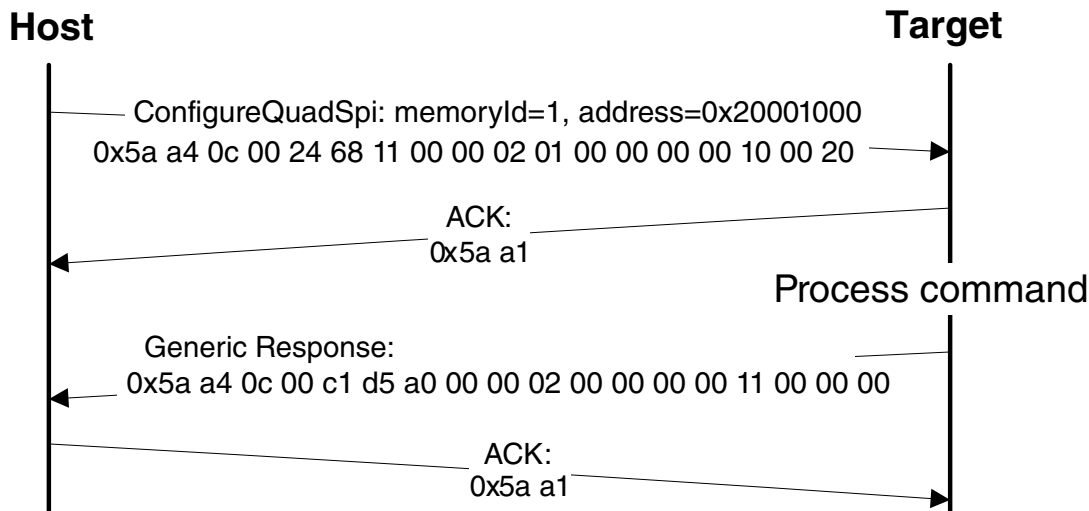 Host
Target
ConfigureQuadSpi: memoryId=1, address=0x20001000
0x5a a4 0c 00 24 68 11 00 00 02 01 00 00 00 00 10 00 20
ACK:
0x5a a1
Process command
Generic Response:
0x5a a4 0c 00 c1 d5 a0 00 00 02 00 00 00 00 11 00 00 00
ACK:
0x5a a1